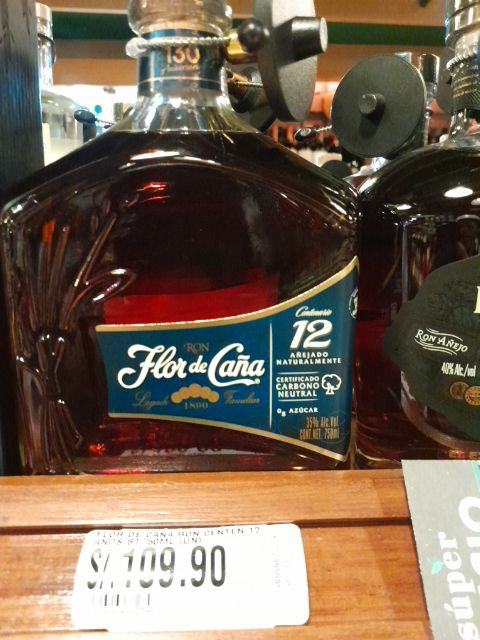 130
RON
Flor de Caña
Legado Familiar
1890
Centenario
12
AÑEJADO
NATURALMENTE
CERTIFICADO
CARBONO
NEUTRAL
0g AZÚCAR
35% Alc.Vol
CONT.NET. 750ml
RON AÑEJO
40% Alc./vol
FLOR DE CANA RON CENTEN 12
S/.109.90
súper